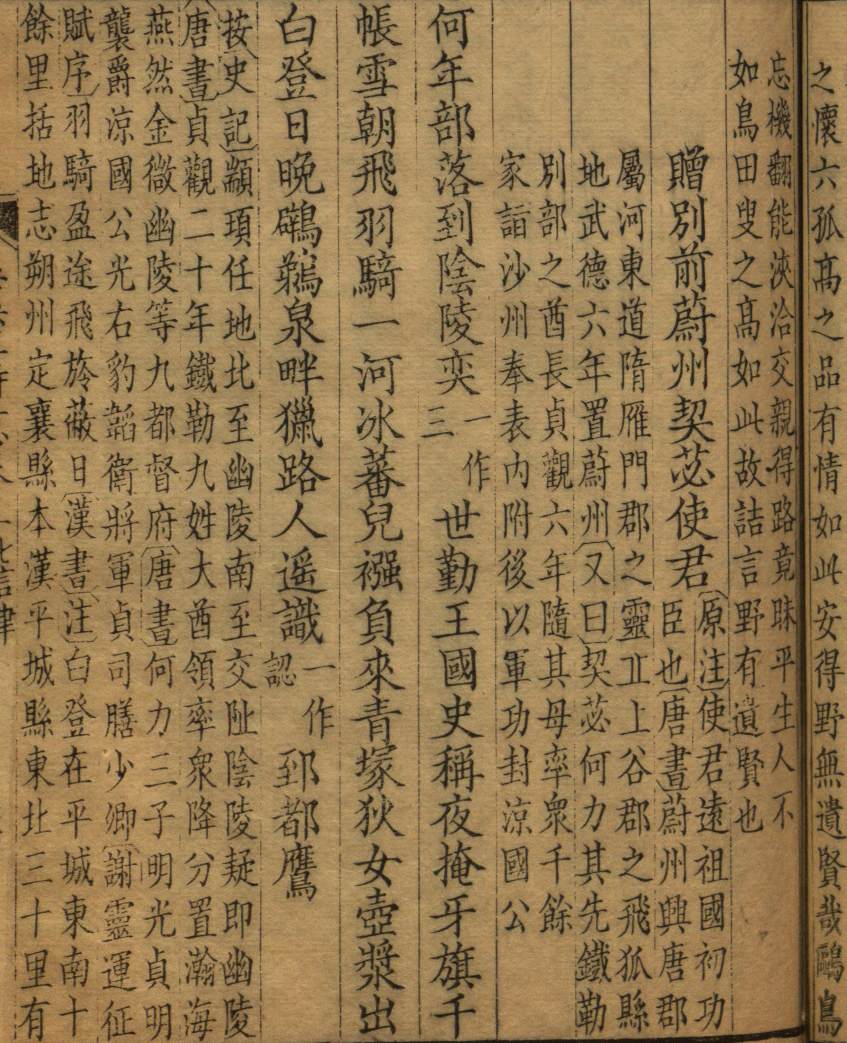 之懷六孤高之品有情如此安得野無遺賢哉鷗鳥
忘機翻能浹洽交親得路竟昧平生人不
如鳥田叟之高如此故詰言野有遺賢也
贈別前蔚州契苾使君
原注使君遠祖國初功
臣也唐書蔚州興唐郡
屬河東道隋雁門郡之靈丘上谷郡之飛狐縣
地武德六年置蔚州又曰契苾何力其先鐵勒
別部之酋長貞觀六年隨其母率衆千餘
家詣沙州奉表內附後以軍功封涼國公
何年部落到陰陵奕一作三世勤王國史稱夜掩牙旗千
帳雪朝飛羽騎一河冰蕃兒襁負來青塚狄女壺漿出
白登日晚鸊鵜泉畔獵路人遥識一作認郅都鷹
按史記顓頊任地北至幽陵南至交阯陰陵疑即幽陵
唐書貞觀二十年鐵勒九姓大酋領率衆降分置瀚海
燕然金微幽陵等九都督府唐書何力三子明光貞明
襲爵涼國公光右豹韜衛將軍貞司膳少卿謝靈運征
賦序羽騎盈途飛旍蔽日漢書注白登在平城東南十
餘里括地志朔州定襄縣本漢平城縣東北三十里有